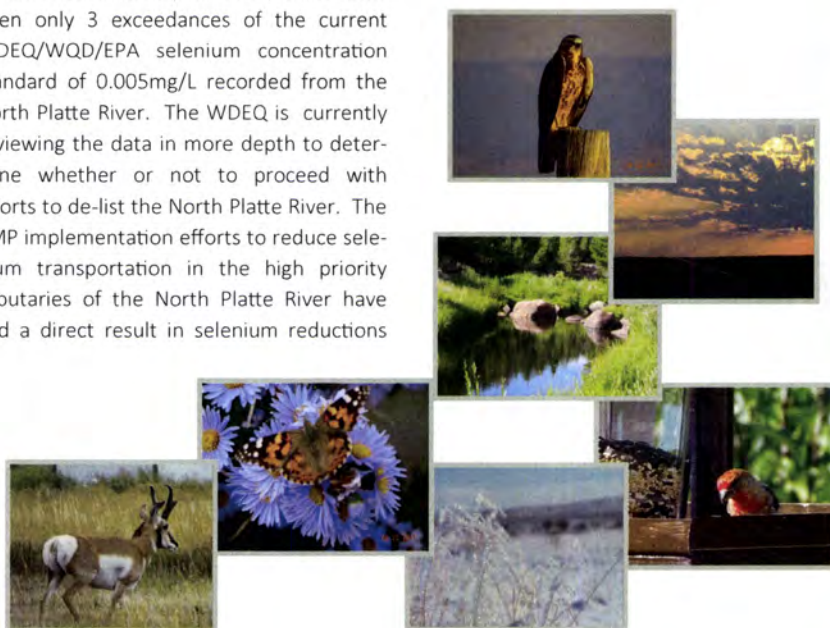 en only 3 exceedances of the current
DEQ/WQD/EPA selenium concentration
andard of 0.005mg/L recorded from the
orth Platte River. The WDEQ is currently
viewing the data in more depth to deter-
ne whether or not to proceed with
orts to de-list the North Platte River. The
MP implementation efforts to reduce sele-
um transportation in the high priority
butaries of the North Platte River have
d a direct result in selenium reductions